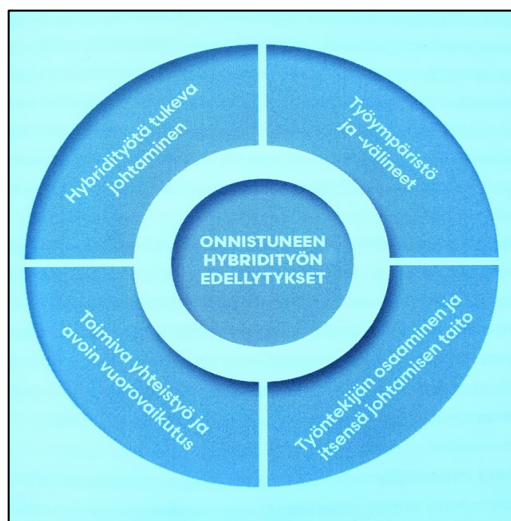 Hybridityötä tukeva
johtaminen
Työympäristö
ja -välineet
ONNISTUNEEN
HYBRIDITYÖN
EDELLYTYKSET
Toimiva yhteistyö ja
avoin vuorovaikutus
Työntekijän osaaminen ja
itsensä johtamisen taito